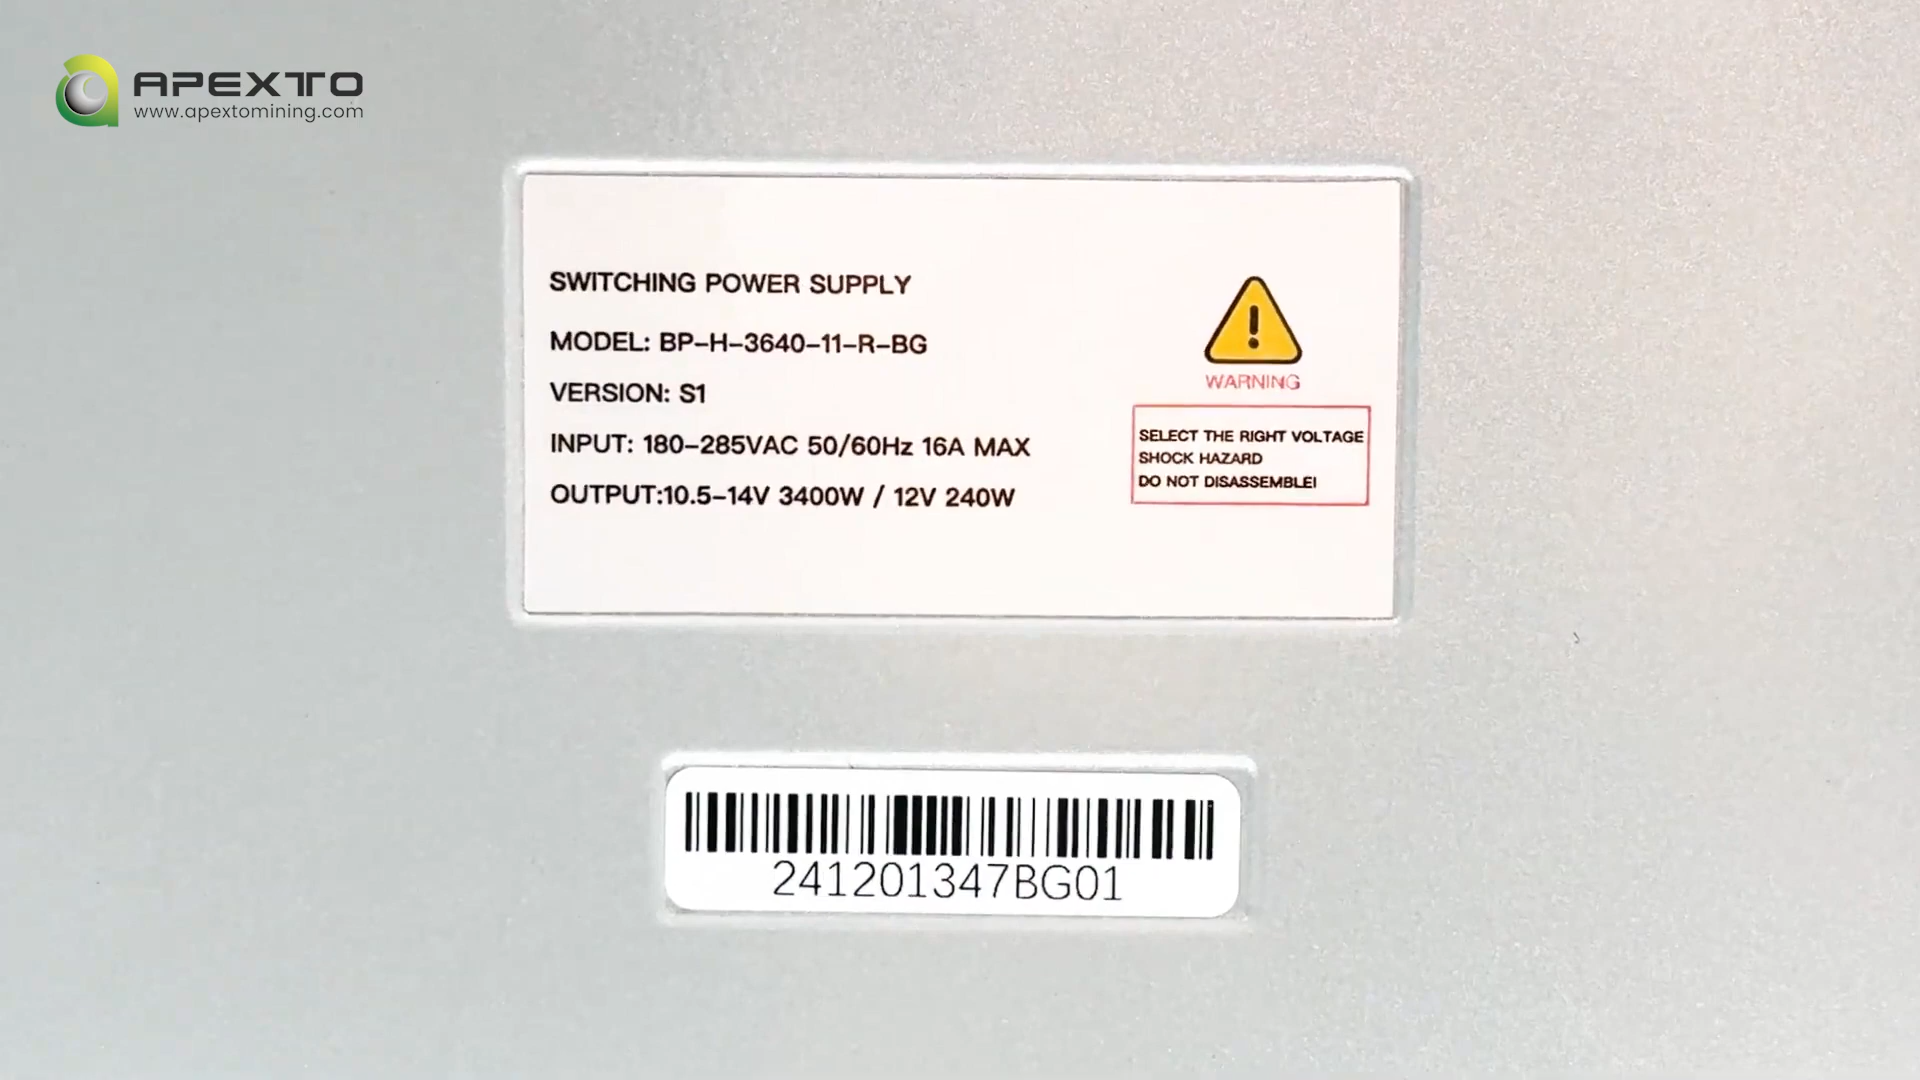 APEXTO
www.apextomining.com
SWITCHING POWER SUPPLY
MODEL: BP-H-3640-11-R-BG
VERSION: S1
INPUT: 180-285VAC 50/60Hz 16A MAX
OUTPUT:10.5-14V 3400W / 12V 240W
WARNING
SELECT THE RIGHT VOLTAGE
SHOCK HAZARD
DO NOT DISASSEMBLE!
241201347BG01